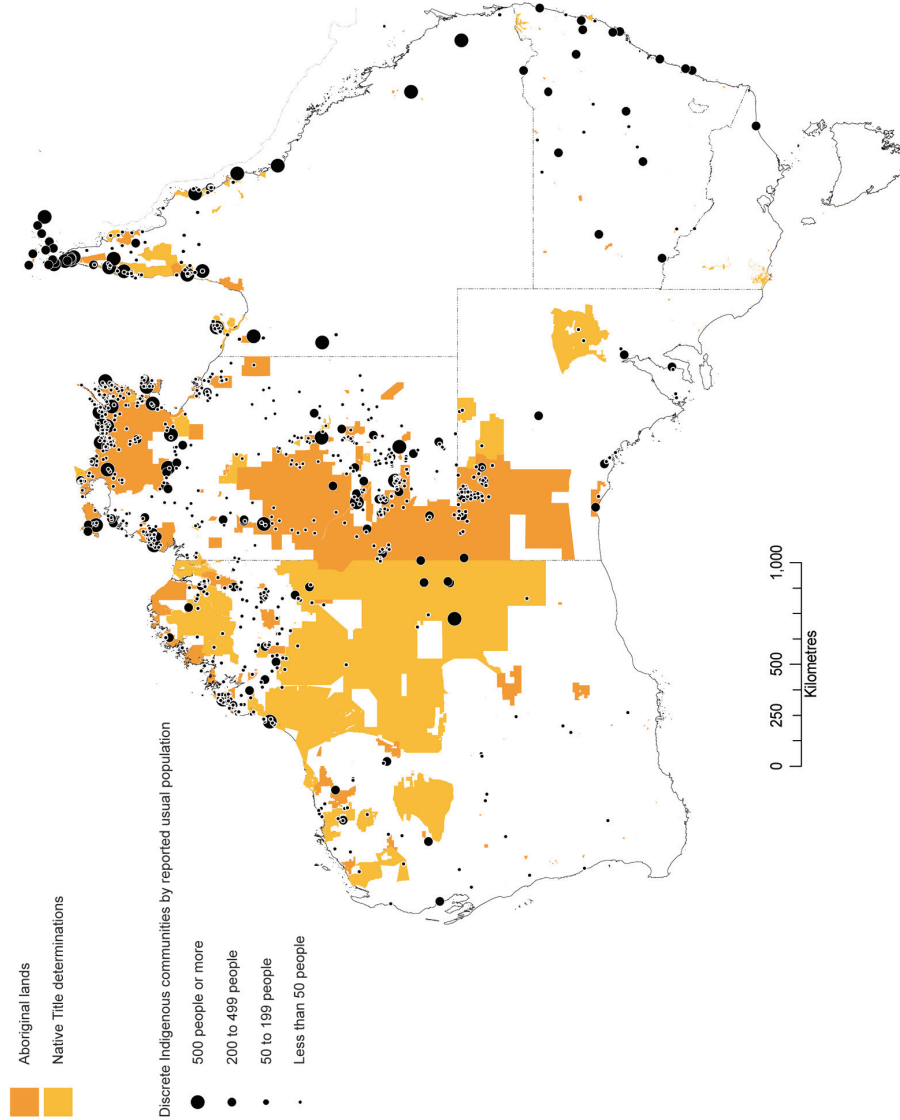 Aboriginal lands
Native Title determinations
Discrete Indigenous communities by reported usual population
500 people or more
200 to 499 people
50 to 199 people
Less than 50 people
0 250 500 1,000
Kilometres